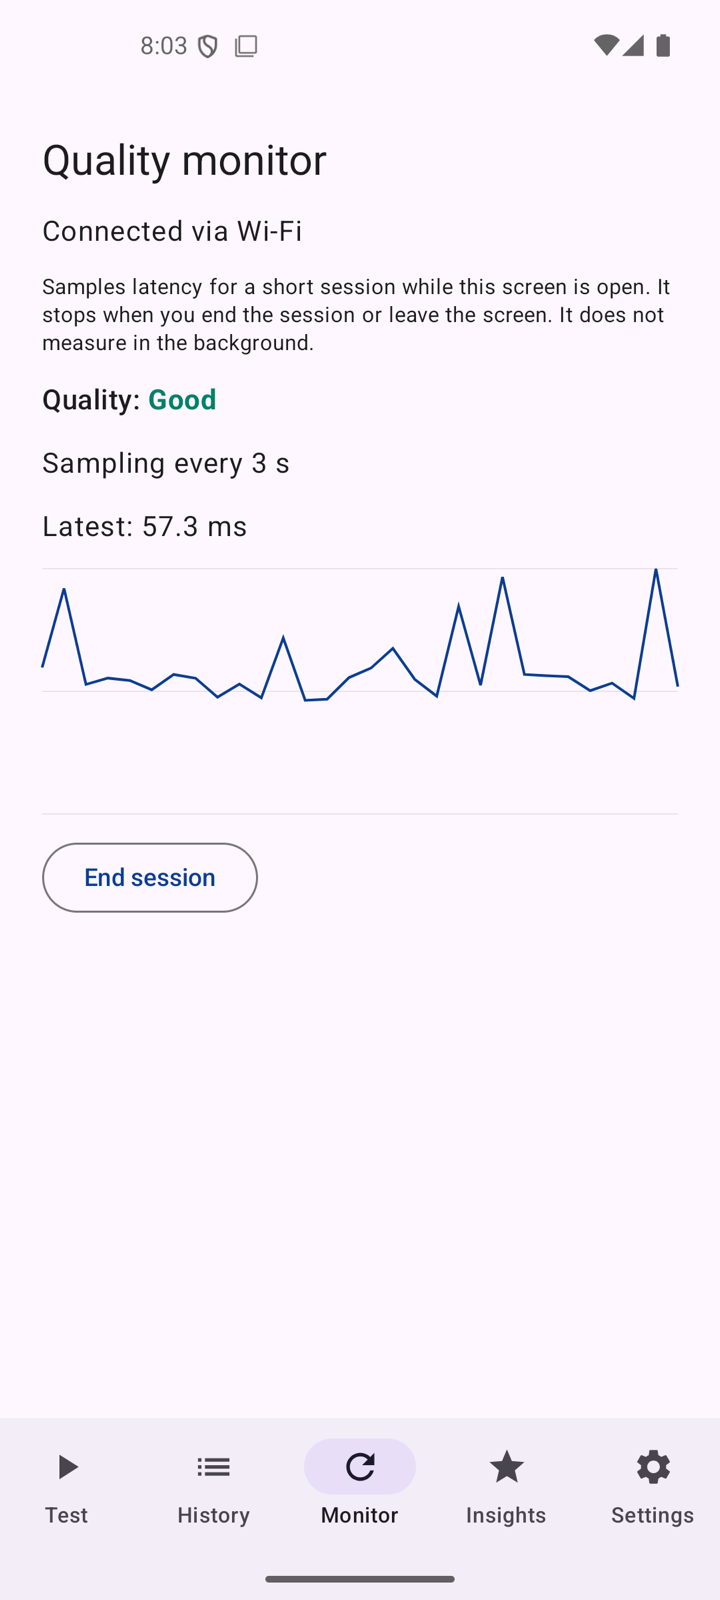 8:03
Quality monitor
Connected via Wi-Fi
Samples latency for a short session while this screen is open. It
stops when you end the session or leave the screen. It does not
measure in the background.
Quality: Good
Sampling every 3 s
Latest: 57.3 ms
End session
Test History Monitor Insights Settings